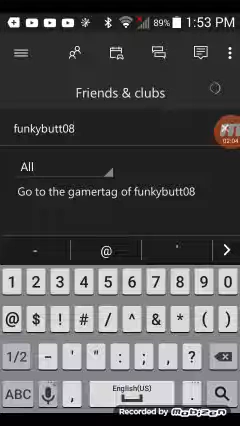 89% 1:53 PM
Friends & clubs
funkybutt08
02:04
All
Go to the gamertag of funkybutt08
- @ '
1 2 3 4 5 6 7 8 9 0
@ $ ! # / ^ & * ( )
1/2 - ' " : ; , ?
ABC , English(US) .
Recorded by Mobizen